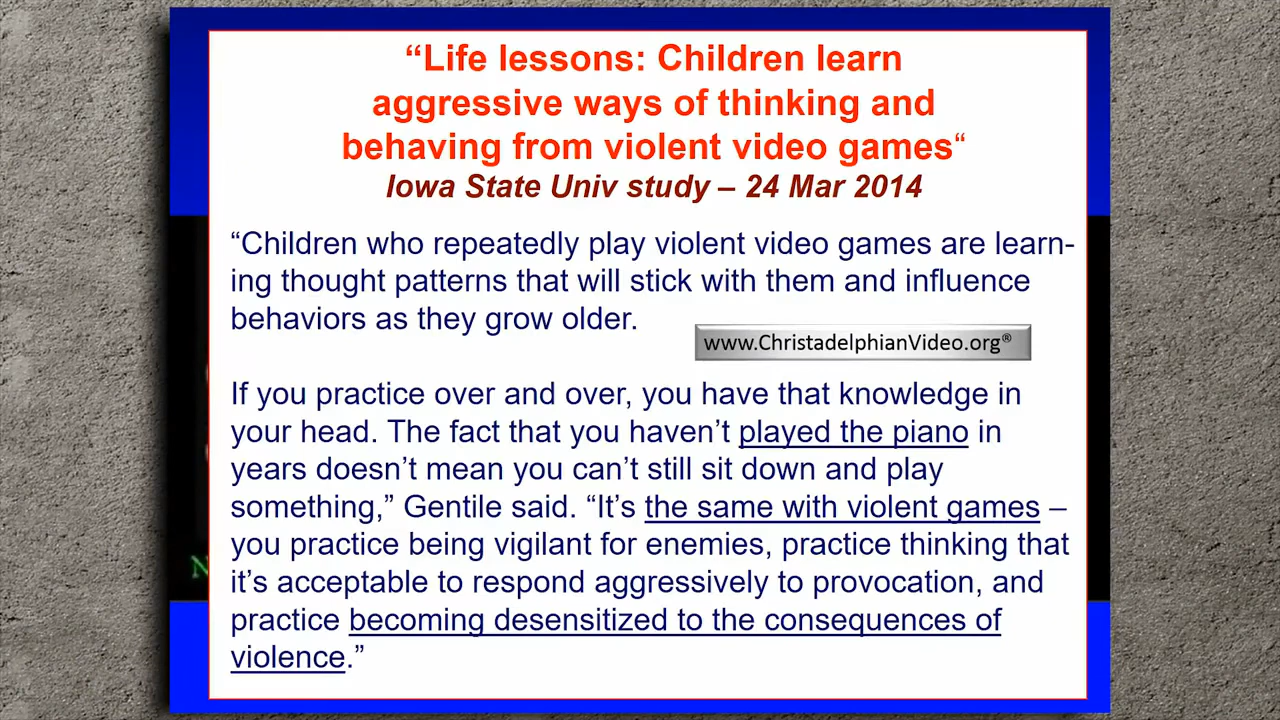 “Life lessons: Children learn
aggressive ways of thinking and
behaving from violent video games“
Iowa State Univ study – 24 Mar 2014
“Children who repeatedly play violent video games are learn-
ing thought patterns that will stick with them and influence
behaviors as they grow older.
www.ChristadelphianVideo.org®
If you practice over and over, you have that knowledge in
your head. The fact that you haven’t played the piano in
years doesn’t mean you can’t still sit down and play
something,” Gentile said. “It’s the same with violent games –
you practice being vigilant for enemies, practice thinking that
it’s acceptable to respond aggressively to provocation, and
practice becoming desensitized to the consequences of
violence.”